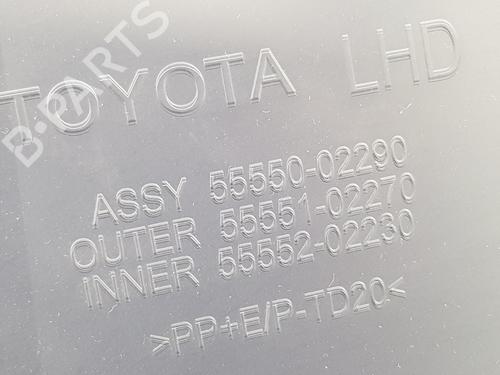 TOYOTA LHD
B-PARTS
ASSY 55550-02290
OUTER 55551-02270
INNER 55552-02230
>PP+E/P-TD20<